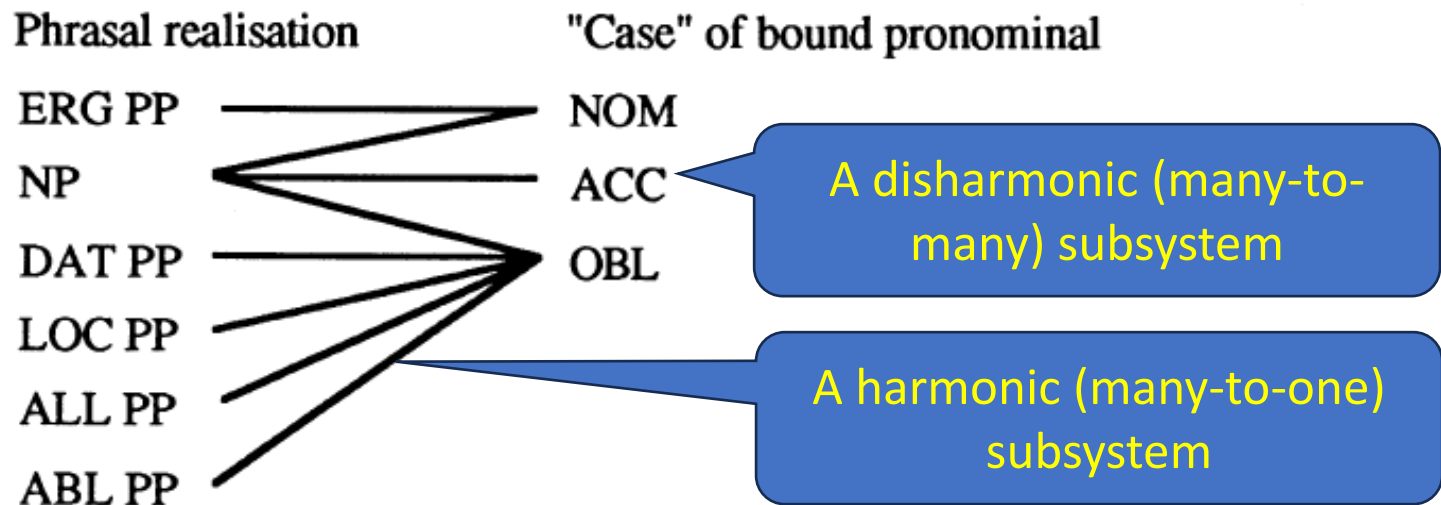 Phrasal realisation
"Case" of bound pronominal
ERG PP
NOM
NP
ACC
DAT PP
OBL
LOC PP
ALL PP
ABL PP
A disharmonic (many-to-
many) subsystem
A harmonic (many-to-one)
subsystem